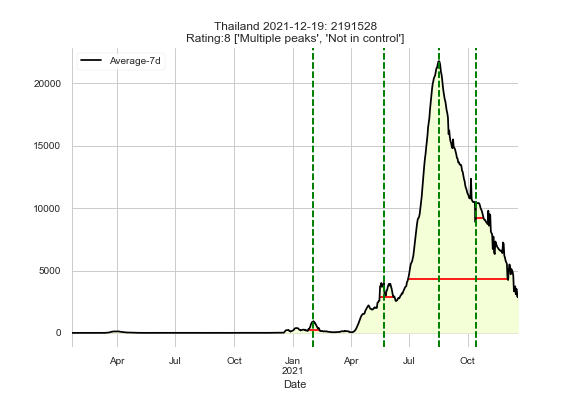 Thailand 2021-12-19: 2191528
Rating:8 ['Multiple peaks', 'Not in control']
Average-7d
20000
15000
10000
5000
0
Apr Jul Oct Jan Apr Jul Oct
2021
Date